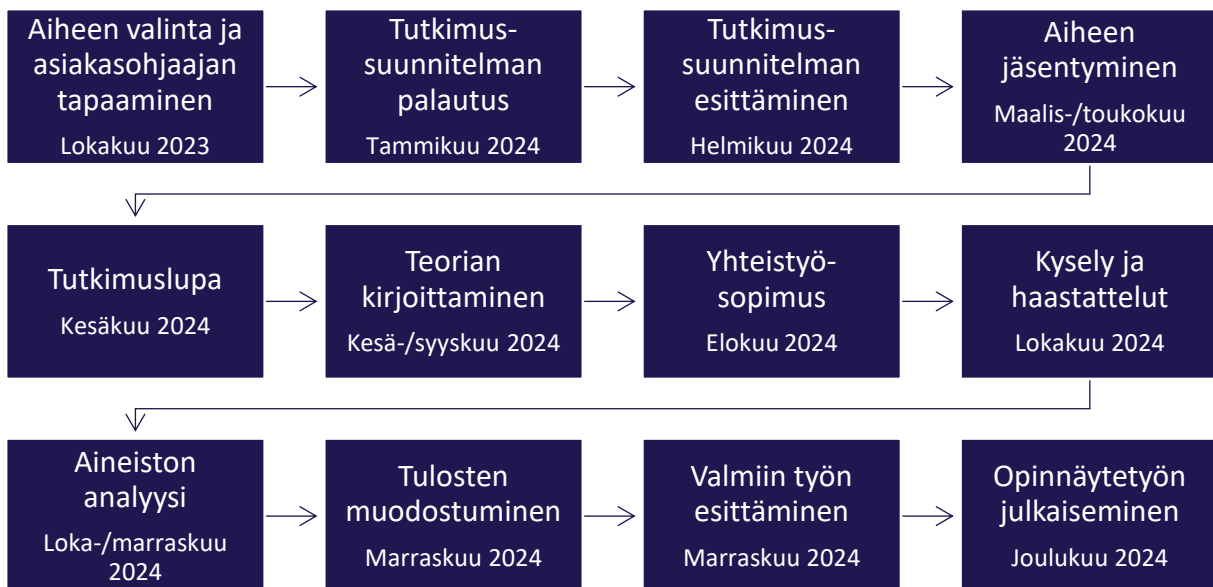 Aiheen valinta ja
asiakasohjaajan
tapaaminen
Lokakuu 2023
Tutkimus-
suunnitelman
palautus
Tammikuu 2024
Tutkimus-
suunnitelman
esittäminen
Helmikuu 2024
Aiheen
jäsentyminen
Maalis-/toukokuu
2024
Tutkimuslupa
Kesäkuu 2024
Teorian
kirjoittaminen
Kesä-/syyskuu 2024
Yhteistyö-
sopimus
Elokuu 2024
Kysely ja
haastattelut
Lokakuu 2024
Aineiston
analyysi
Loka-/marraskuu
2024
Tulosten
muodostuminen
Marraskuu 2024
Valmiin työn
esittäminen
Marraskuu 2024
Opinnäytetyön
julkaiseminen
Joulukuu 2024